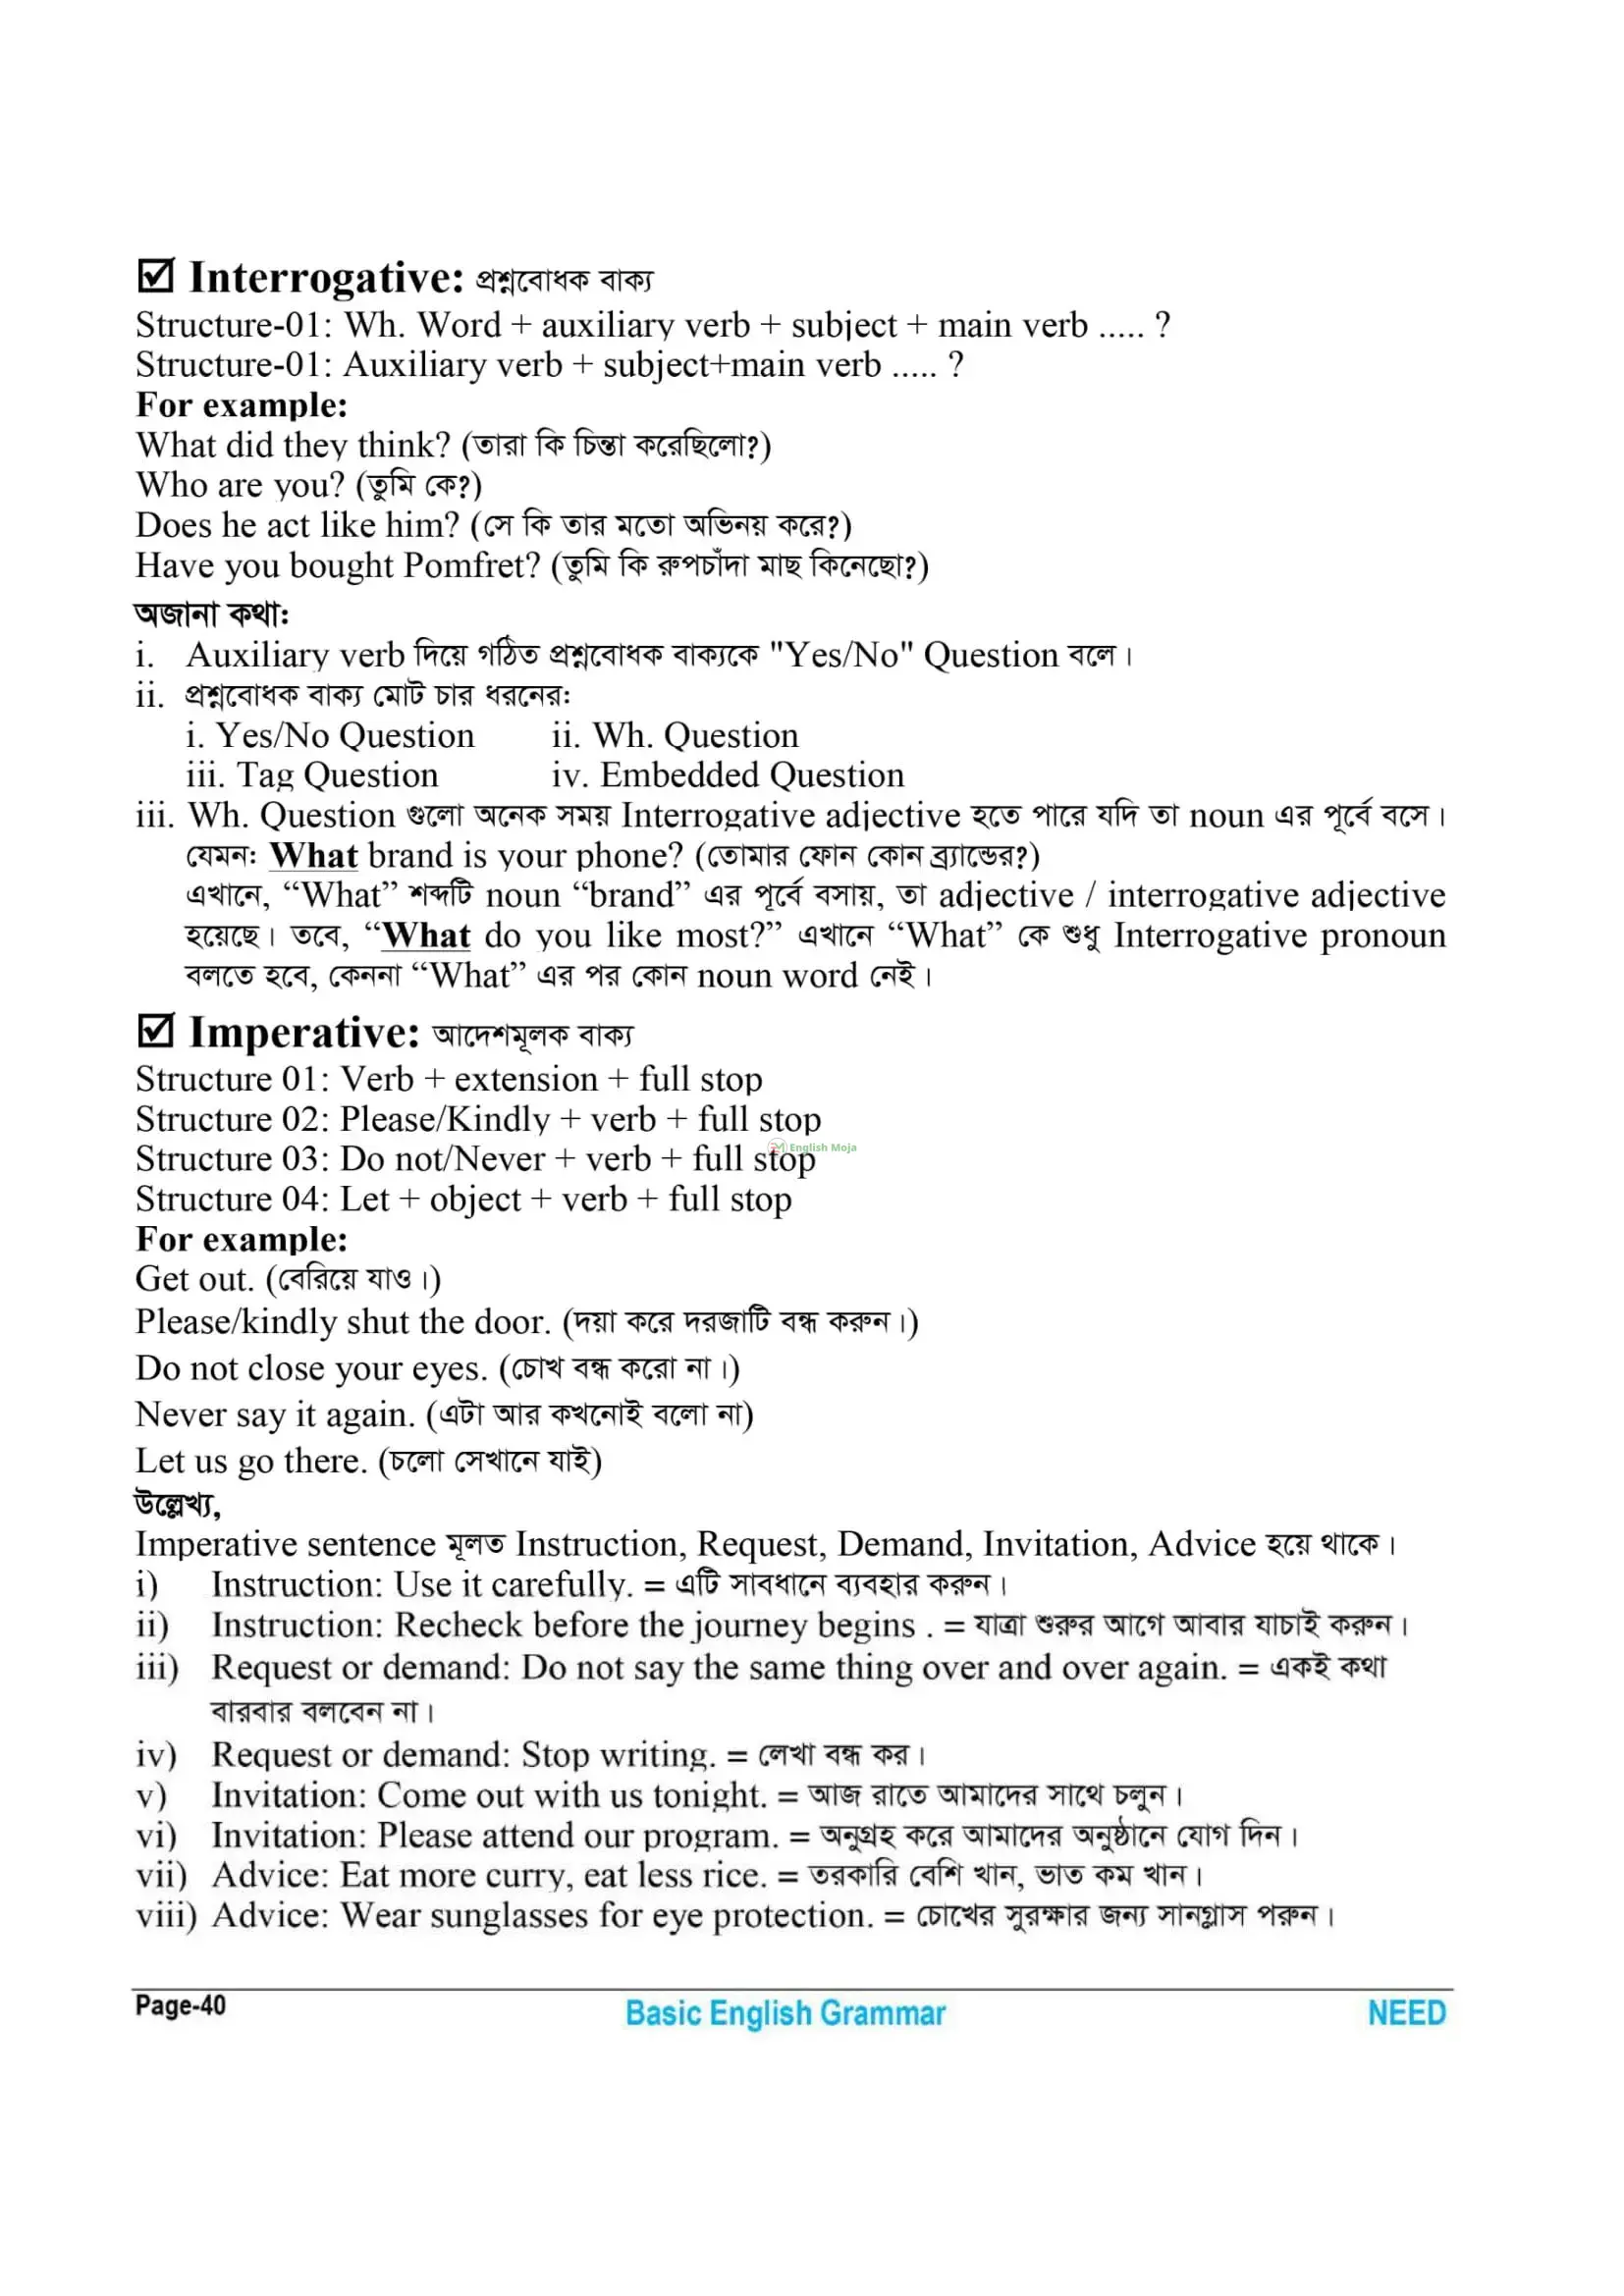 Interrogative: প্রশ্নবোধক বাক্য
Structure-01: Wh. Word + auxiliary verb + subject + main verb ..... ?
Structure-01: Auxiliary verb + subject+main verb ..... ?
For example:
What did they think? (তারা কি চিন্তা করেছিলো?)
Who are you? (তুমি কে?)
Does he act like him? (সে কি তার মতো অভিনয় করে?)
Have you bought Pomfret? (তুমি কি রুপচাঁদা মাছ কিনেছো?)
অজানা কথা:
i. Auxiliary verb দিয়ে গঠিত প্রশ্নবোধক বাক্যকে "Yes/No" Question বলে।
ii. প্রশ্নবোধক বাক্য মোট চার ধরনের:
i. Yes/No Question ii. Wh. Question
iii. Tag Question iv. Embedded Question
iii. Wh. Question গুলো অনেক সময় Interrogative adjective হতে পারে যদি তা noun এর পূর্বে বসে।
যেমন: What brand is your phone? (তোমার ফোন কোন ব্র্যান্ডের?)
এখানে, “What” শব্দটি noun “brand” এর পূর্বে বসায়, তা adjective / interrogative adjective
হয়েছে। তবে, “What do you like most?” এখানে “What” কে শুধু Interrogative pronoun
বলতে হবে, কেননা “What” এর পর কোন noun word নেই।
Imperative: আদেশমূলক বাক্য
Structure 01: Verb + extension + full stop
Structure 02: Please/Kindly + verb + full stop
English Moja
Structure 03: Do not/Never + verb + full stop
Structure 04: Let + object + verb + full stop
For example:
Get out. (বেরিয়ে যাও।)
Please/kindly shut the door. (দয়া করে দরজাটি বন্ধ করুন।)
Do not close your eyes. (চোখ বন্ধ করো না।)
Never say it again. (এটা আর কখনোই বলো না)
Let us go there. (চলো সেখানে যাই)
উল্লেখ্য,
Imperative sentence মূলত Instruction, Request, Demand, Invitation, Advice হয়ে থাকে।
i) Instruction: Use it carefully. = এটি সাবধানে ব্যবহার করুন।
ii) Instruction: Recheck before the journey begins . = যাত্রা শুরুর আগে আবার যাচাই করুন।
iii) Request or demand: Do not say the same thing over and over again. = একই কথা
বারবার বলবেন না।
iv) Request or demand: Stop writing. = লেখা বন্ধ কর।
v) Invitation: Come out with us tonight. = আজ রাতে আমাদের সাথে চলুন।
vi) Invitation: Please attend our program. = অনুগ্রহ করে আমাদের অনুষ্ঠানে যোগ দিন।
vii) Advice: Eat more curry, eat less rice. = তরকারি বেশি খান, ভাত কম খান।
viii) Advice: Wear sunglasses for eye protection. = চোখের সুরক্ষার জন্য সানগ্লাস পরুন।
Page-40 Basic English Grammar NEED